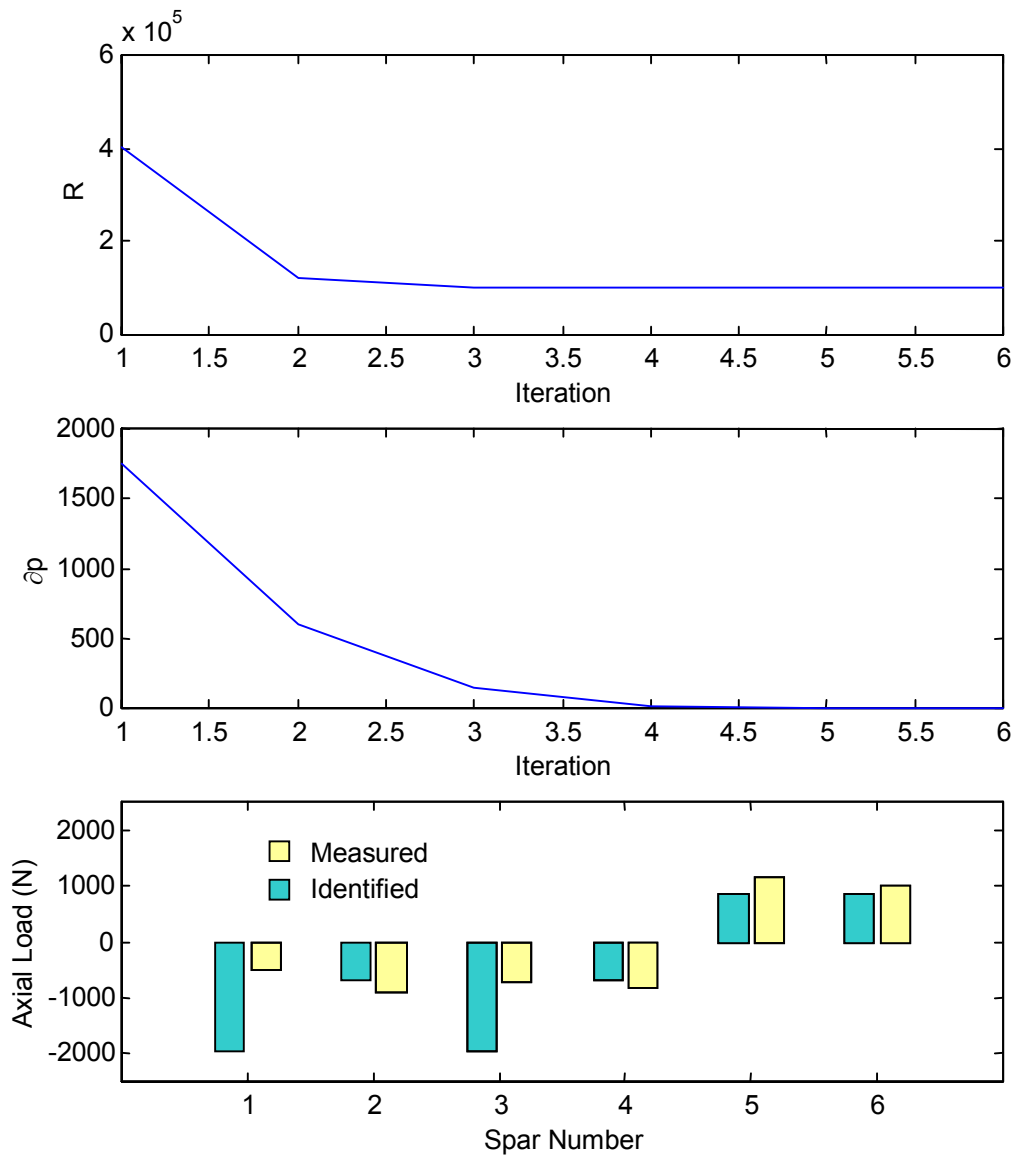 x 10^5
6
4
2
0
R
1 1.5 2 2.5 3 3.5 4 4.5 5 5.5 6
Iteration
2000
1500
1000
500
0
∂p
1 1.5 2 2.5 3 3.5 4 4.5 5 5.5 6
Iteration
2000
1000
0
-1000
-2000
Axial Load (N)
Measured
Identified
1 2 3 4 5 6
Spar Number